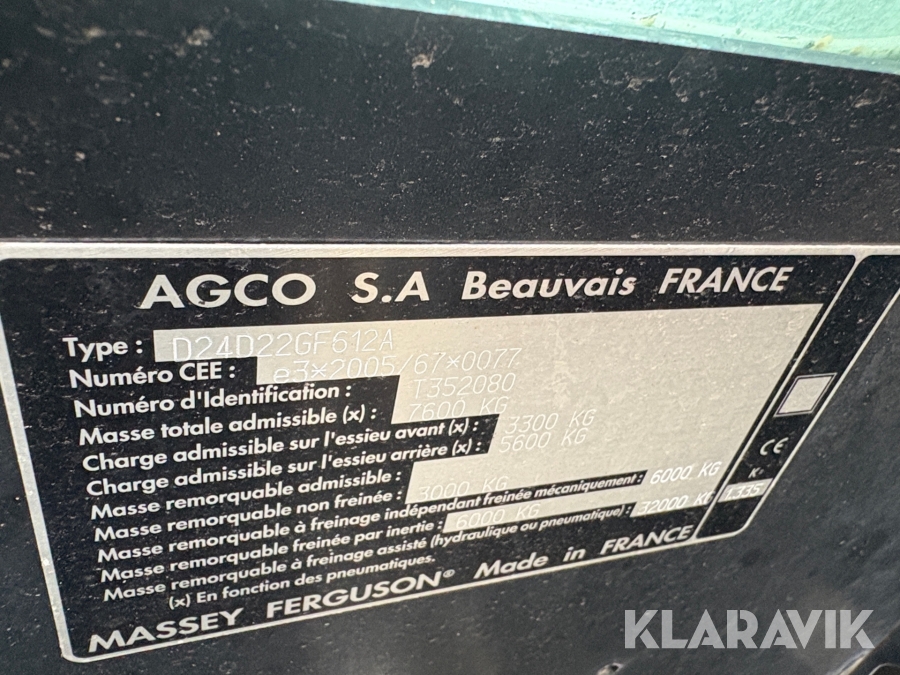 AGCO S.A Beauvais FRANCE
Type : D24D22GF612A
Numéro CEE : e3*2005/67*0077
Numéro d'Identification : T352080
Masse totale admissible (x) : 7600 KG
Charge admissible sur l'essieu avant (x) : 3300 KG
Charge admissible sur l'essieu arrière (x) : 5600 KG
Masse remorquable admissible :
Masse remorquable non freinée : 3000 KG
Masse remorquable à freinage indépendant freinée mécaniquement : 6000 KG
Masse remorquable freinée par inertie : 6000 KG
Masse remorquable à freinage assisté (hydraulique ou pneumatique) : 32000 KG
(x) En fonction des pneumatiques.
MASSEY FERGUSON® Made in FRANCE
CE
1.335
KLARAVIK